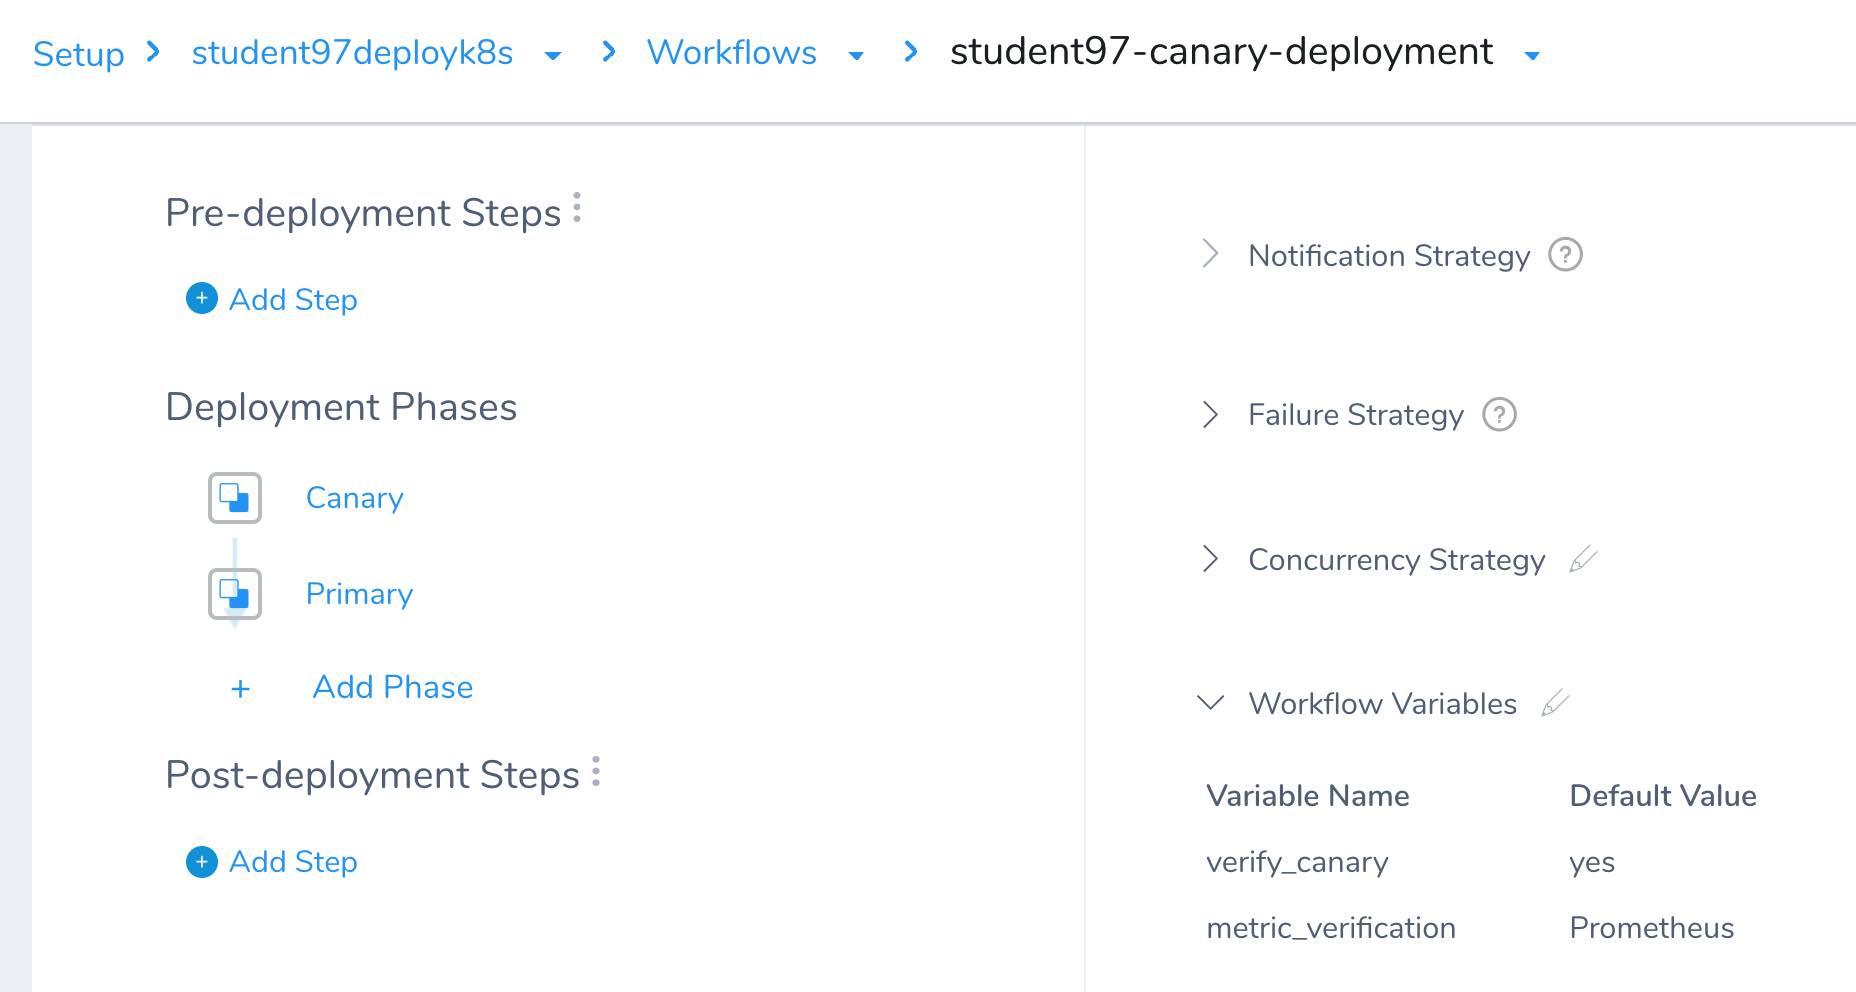 Setup student97deployk8s Workflows student97-canary-deployment
Pre-deployment Steps
Add Step
Deployment Phases
Canary
Primary
+ Add Phase
Post-deployment Steps
Add Step
Notification Strategy ?
Failure Strategy ?
Concurrency Strategy
Workflow Variables
Variable Name Default Value
verify_canary yes
metric_verification Prometheus